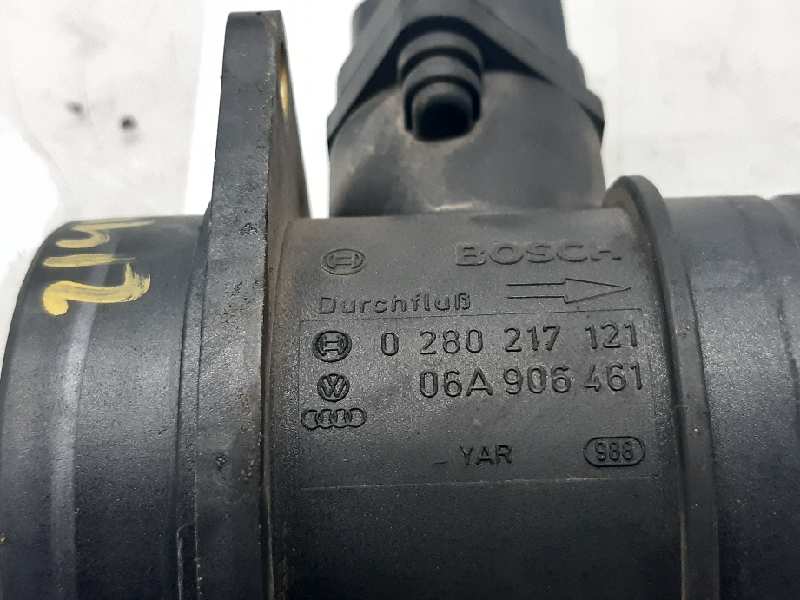 BOSCH
Durchfluß
0 280 217 121
06A 906 461
YAR
988